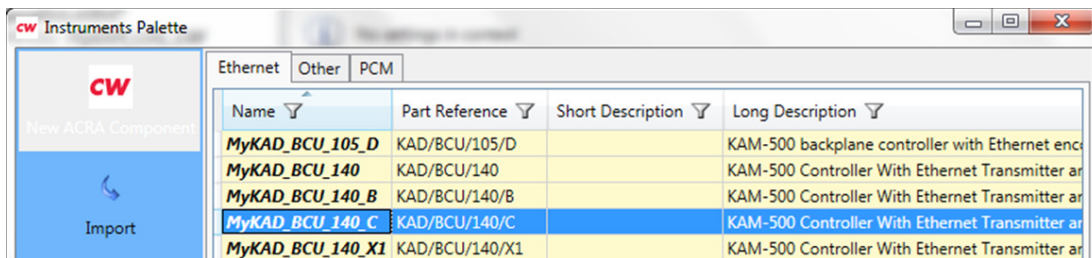 cw Instruments Palette
Ethernet Other PCM
cw
New ACRA Component
Import
Name Part Reference Short Description Long Description
MyKAD_BCU_105_D KAD/BCU/105/D KAM-500 backplane controller with Ethernet enc
MyKAD_BCU_140 KAD/BCU/140 KAM-500 Controller With Ethernet Transmitter ar
MyKAD_BCU_140_B KAD/BCU/140/B KAM-500 Controller With Ethernet Transmitter ar
MyKAD_BCU_140_C KAD/BCU/140/C KAM-500 Controller With Ethernet Transmitter ar
MyKAD_BCU_140_X1 KAD/BCU/140/X1 KAM-500 Controller With Ethernet Transmitter ar